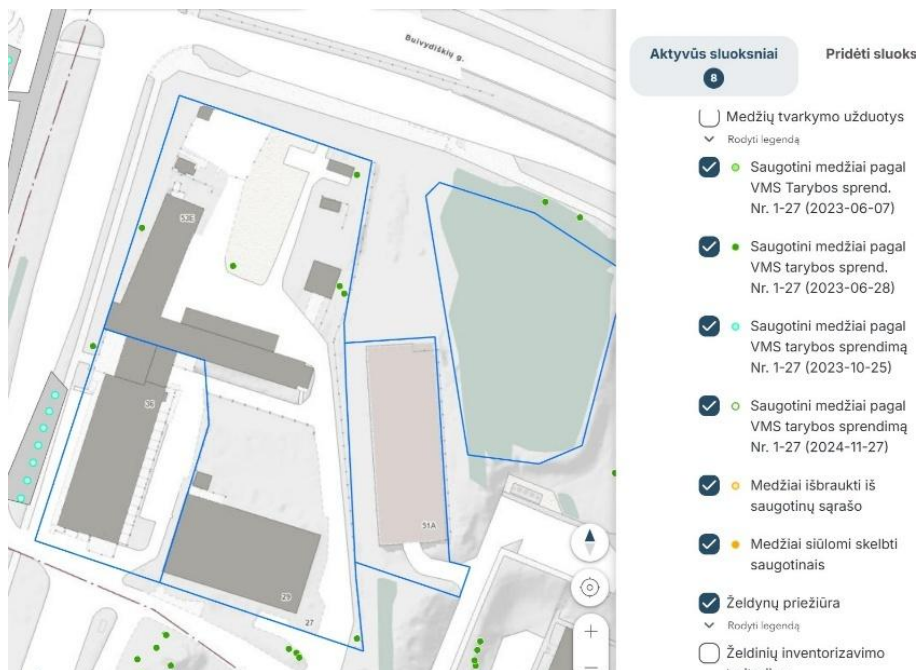 Buivydiškių g.
53E
36
51A
29
27
Aktyvūs sluoksniai
8
Pridėti sluoks
Medžių tvarkymo užduotys
Rodyti legendą
Saugotini medžiai pagal
VMS Tarybos sprend.
Nr. 1-27 (2023-06-07)
Saugotini medžiai pagal
VMS tarybos sprend.
Nr. 1-27 (2023-06-28)
Saugotini medžiai pagal
VMS tarybos sprendimą
Nr. 1-27 (2023-10-25)
Saugotini medžiai pagal
VMS tarybos sprendimą
Nr. 1-27 (2024-11-27)
Medžiai išbraukti iš
saugotinų sąrašo
Medžiai siūlomi skelbti
saugotinais
Želdynų priežiūra
Rodyti legendą
Želdinių inventorizavimo